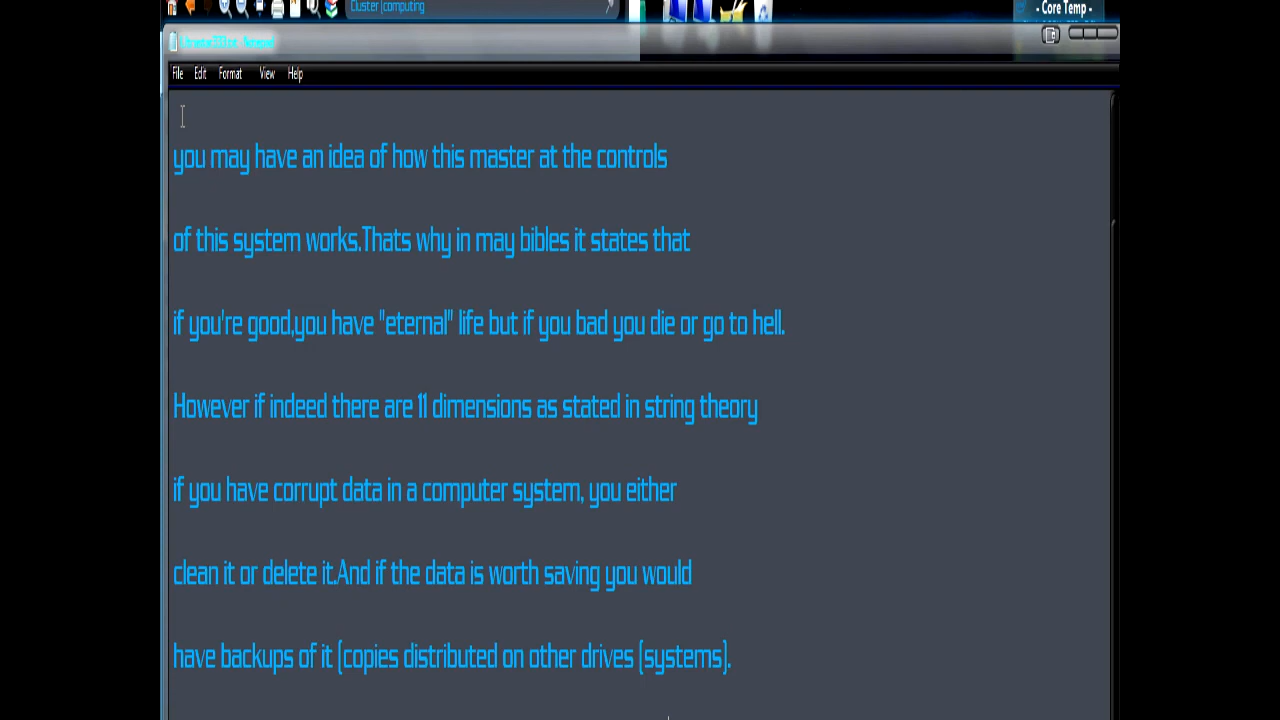 Cluster computing
- Core Temp -
File Edit Format View Help
you may have an idea of how this master at the controls
of this system works.Thats why in may bibles it states that
if you're good,you have "eternal" life but if you bad you die or go to hell.
However if indeed there are 11 dimensions as stated in string theory
if you have corrupt data in a computer system, you either
clean it or delete it.And if the data is worth saving you would
have backups of it (copies distributed on other drives (systems).